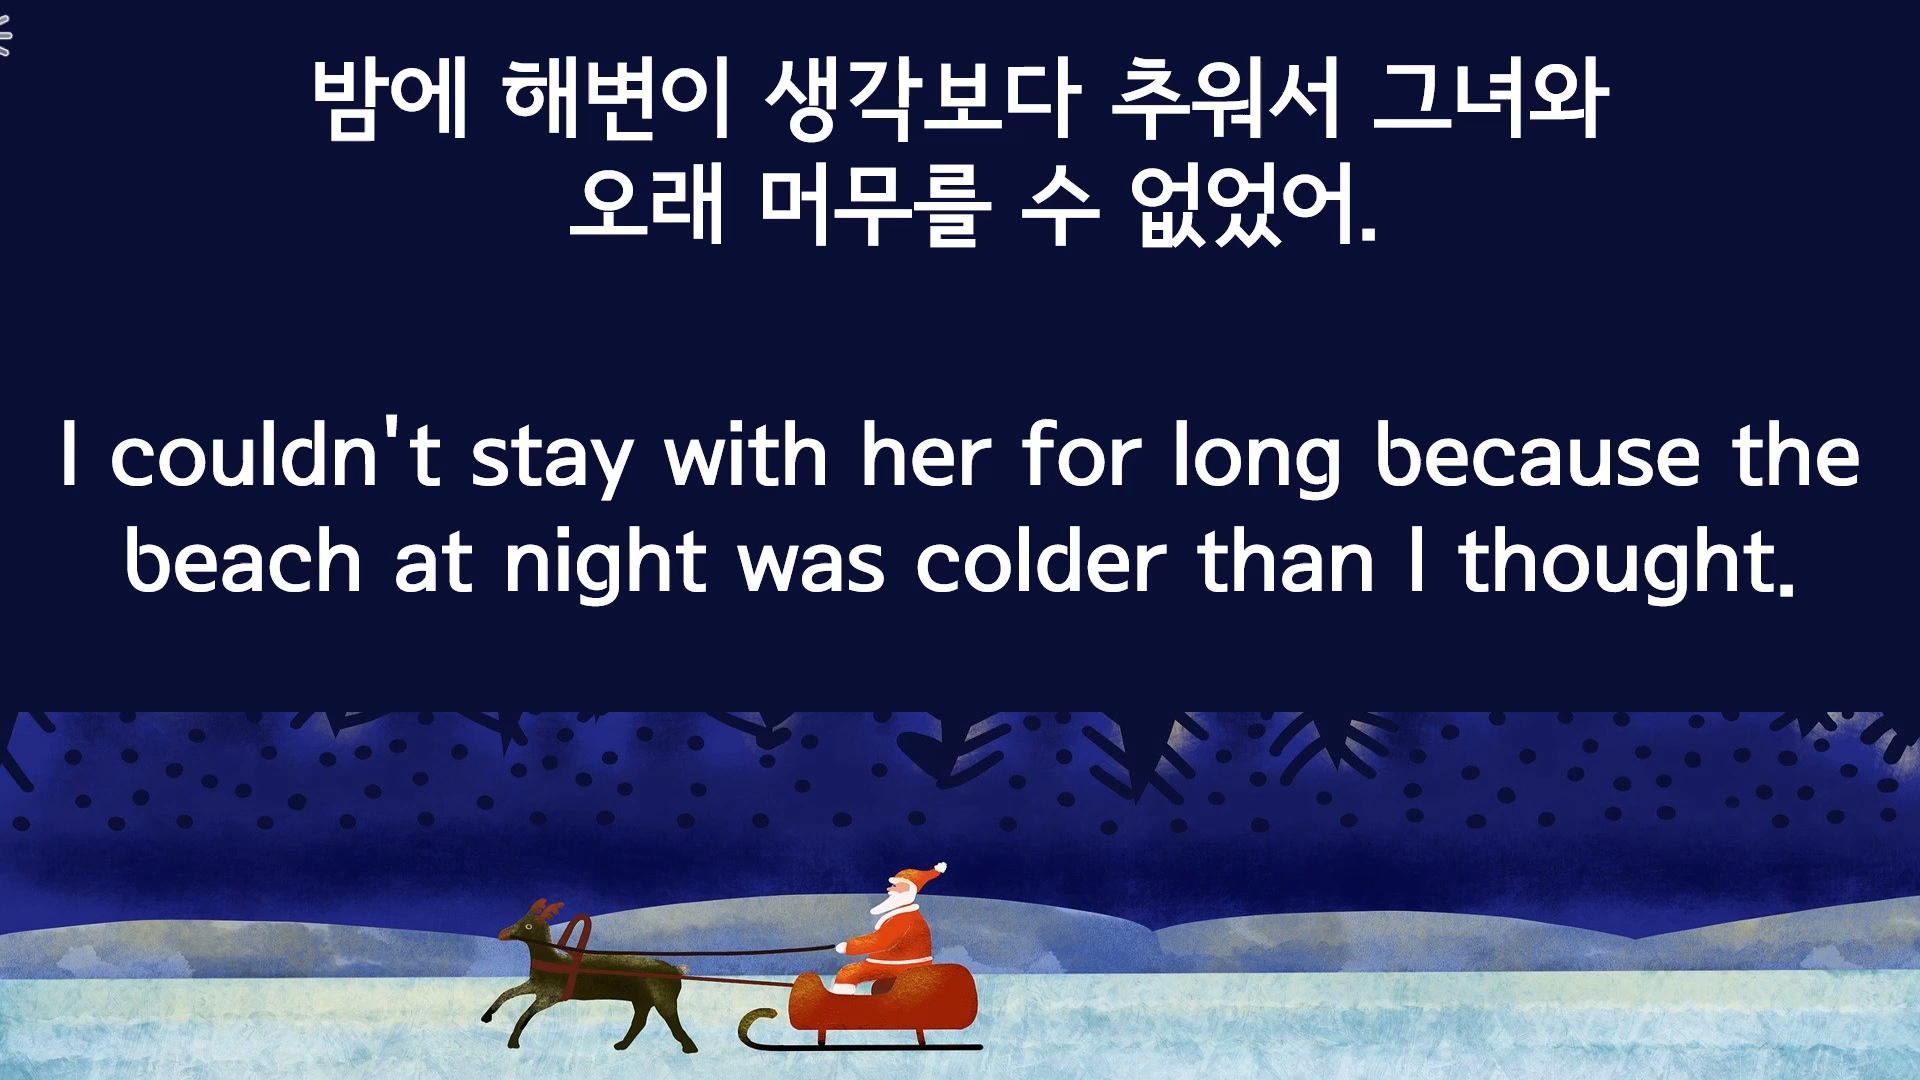 밤에 해변이 생각보다 추워서 그녀와
오래 머무를 수 없었어.
I couldn't stay with her for long because the
beach at night was colder than I thought.